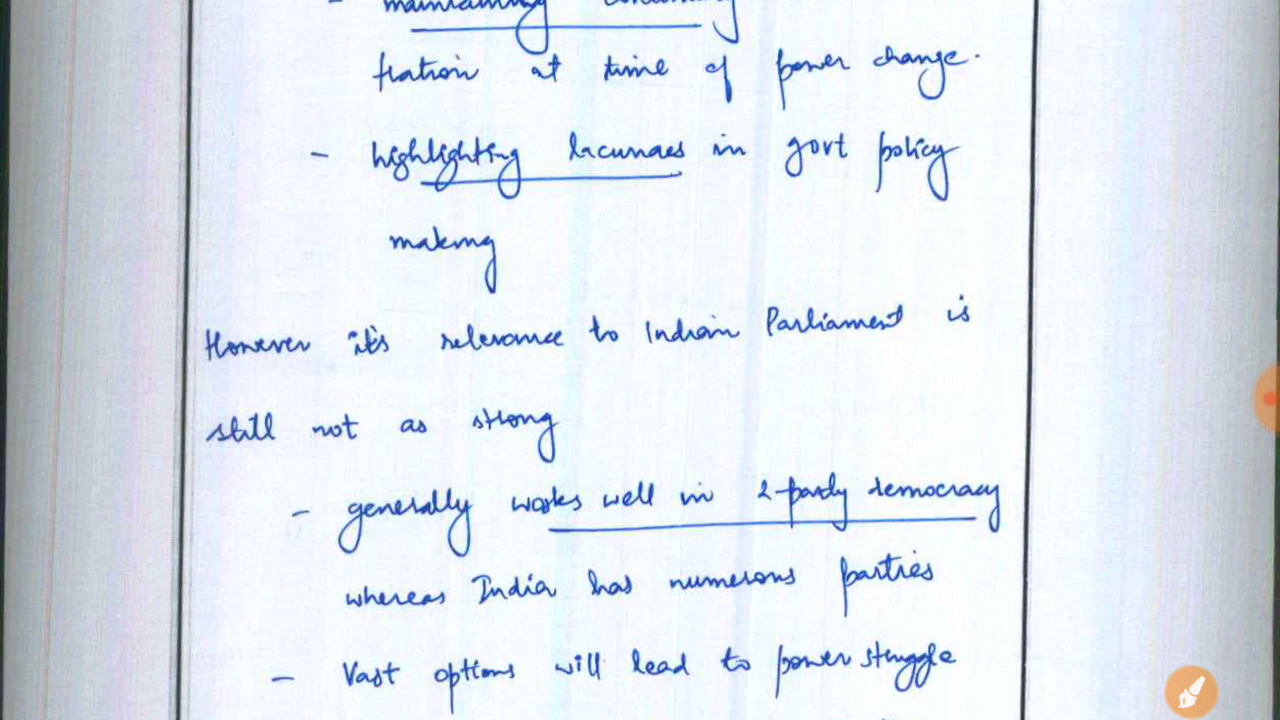 - maintaining
tration at time of power change.
- highlighting lacunaes in govt policy
making
However it's relevance to Indian Parliament is
still not as strong
- generally works well in 2-party democracy
whereas India has numerous parties
- Vast options will lead to power struggle